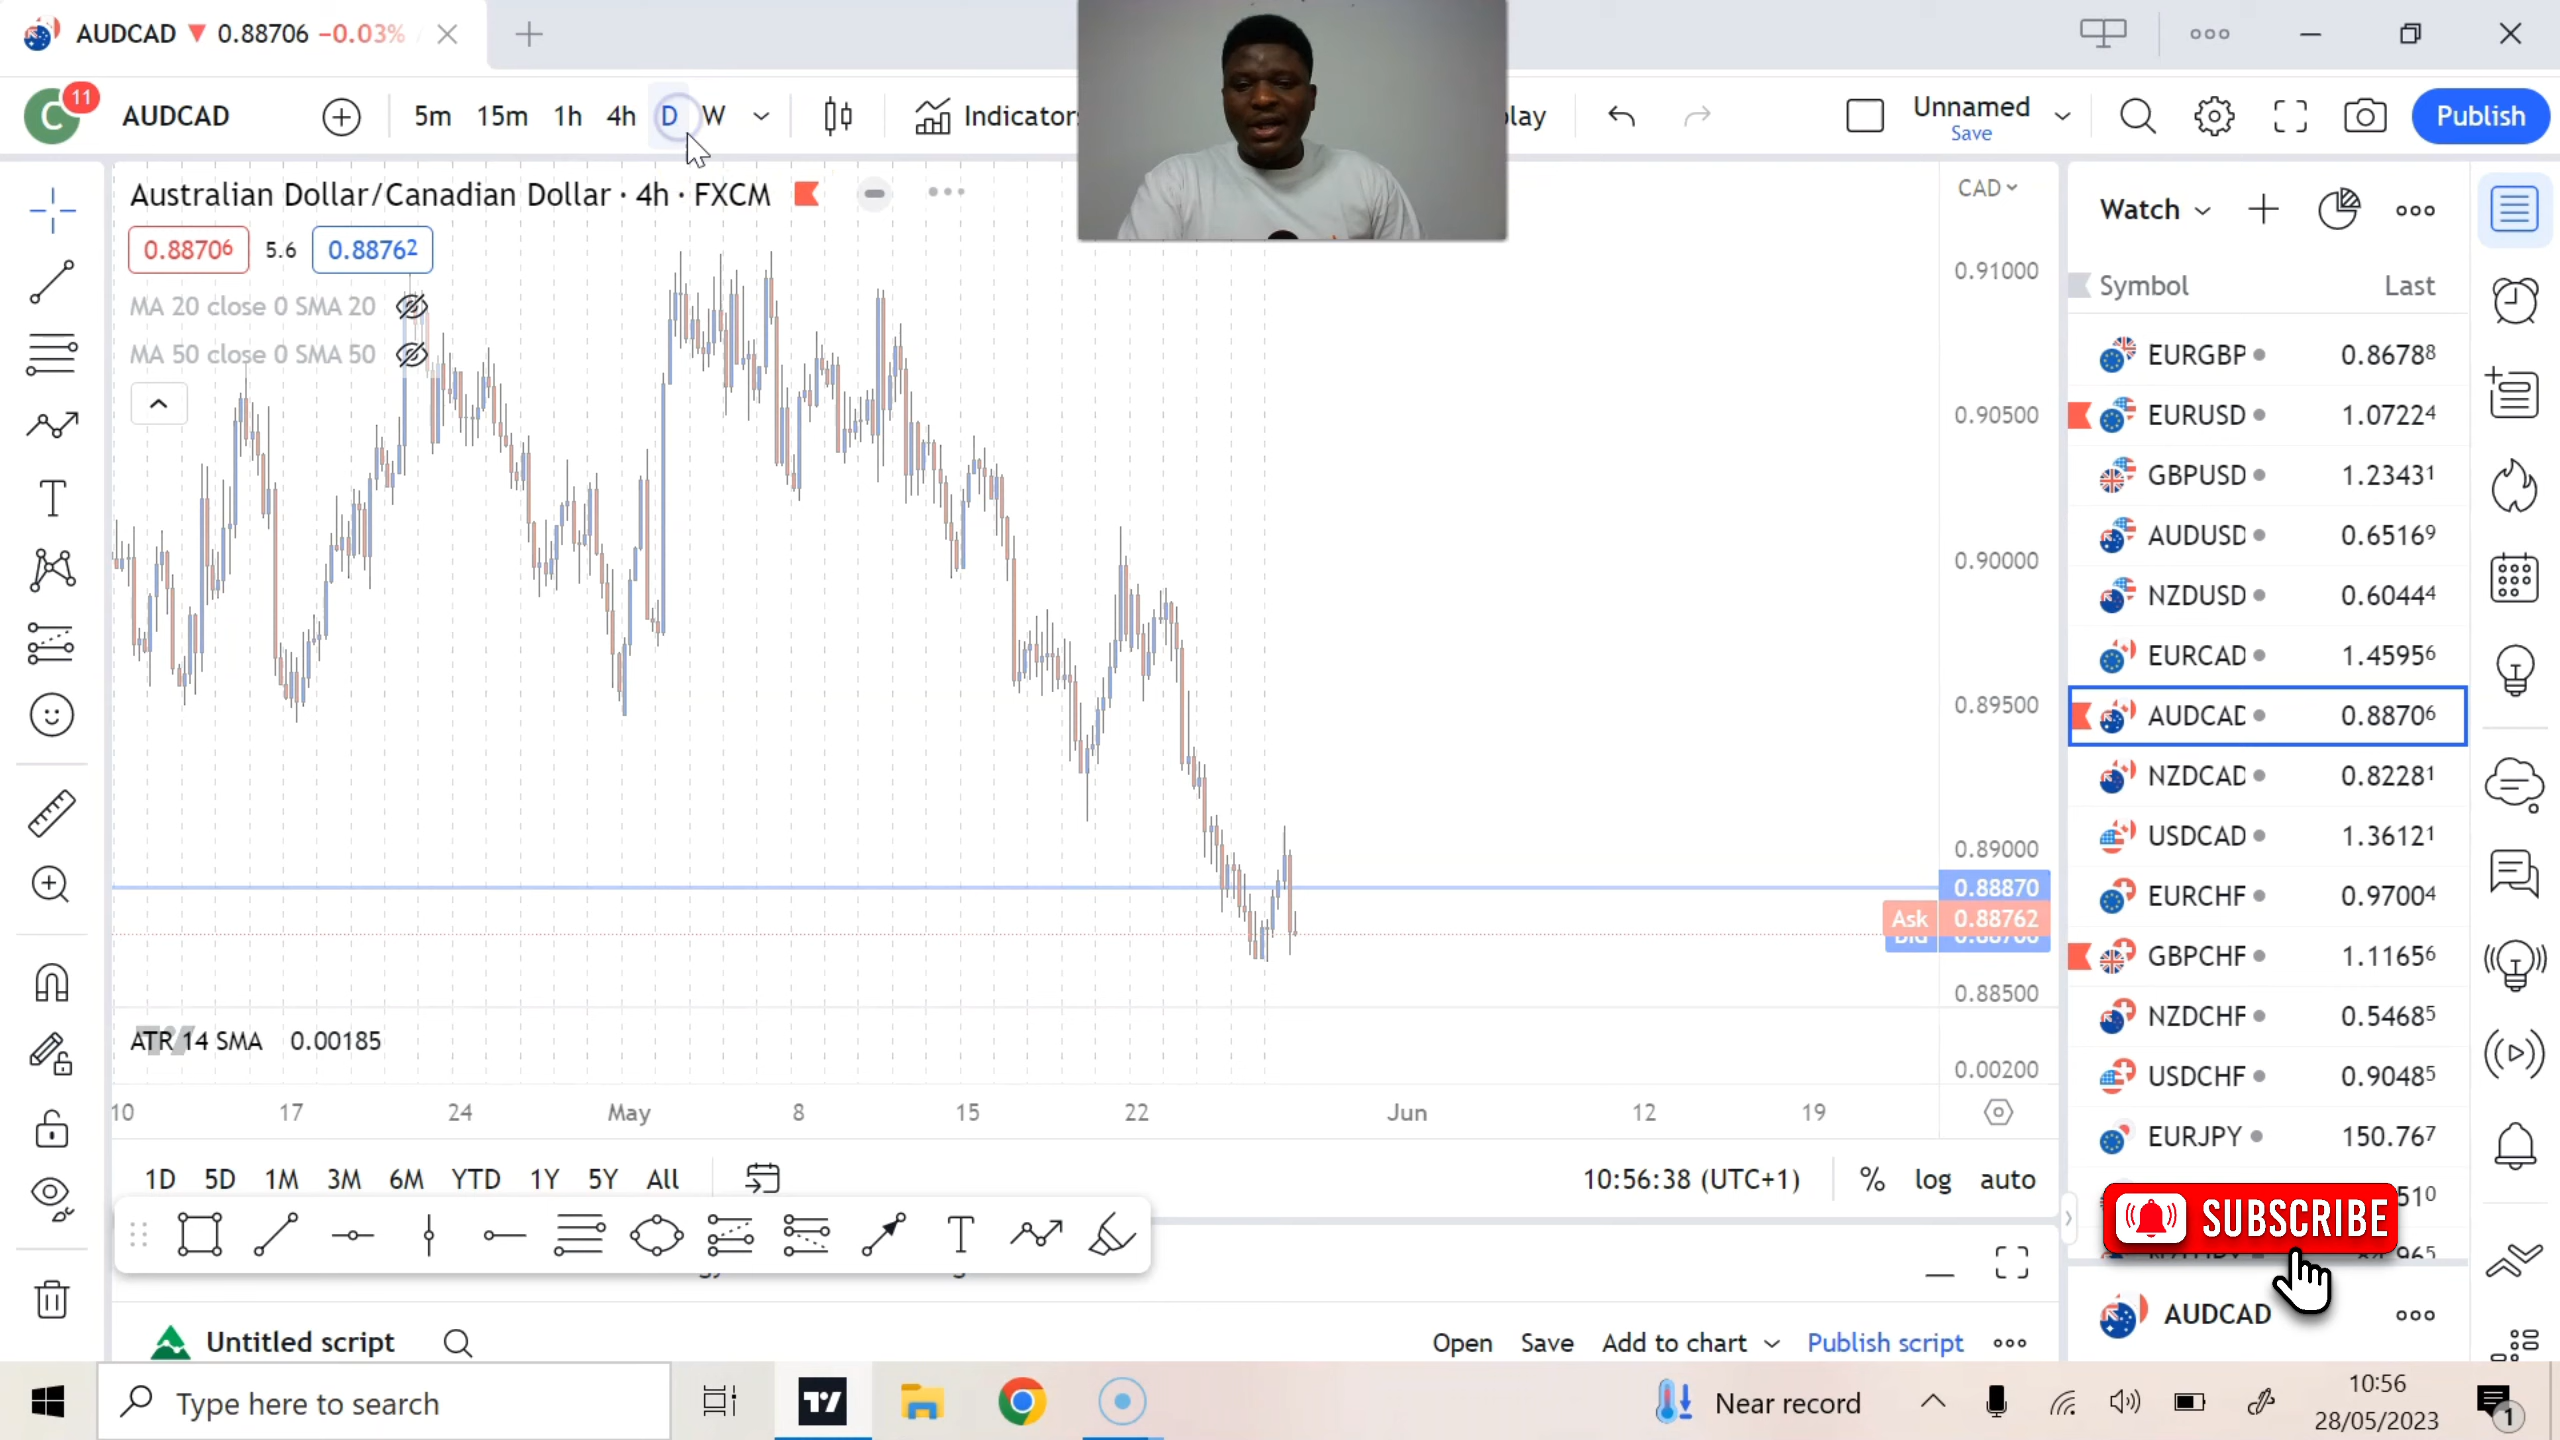 AUDCAD ▼ 0.88706 −0.03%
C 11 AUDCAD 5m 15m 1h 4h D W Indicators Unnamed Save Publish
Australian Dollar/Canadian Dollar · 4h · FXCM
CAD
0.88706 5.6 0.88762
MA 20 close 0 SMA 20
MA 50 close 0 SMA 50
0.91000
0.90500
0.90000
0.89500
0.89000
0.88870
Ask 0.88762
0.88500
ATR 14 SMA 0.00185
0.00200
10 17 24 May 8 15 22 Jun 12 19
1D 5D 1M 3M 6M YTD 1Y 5Y All
10:56:38 (UTC+1) % log auto
Untitled script
Open Save Add to chart Publish script
Watch
Symbol Last
EURGBP 0.86788
EURUSD 1.07224
GBPUSD 1.23431
AUDUSD 0.65169
NZDUSD 0.60444
EURCAD 1.45956
AUDCAD 0.88706
NZDCAD 0.82281
USDCAD 1.36121
EURCHF 0.97004
GBPCHF 1.11656
NZDCHF 0.54685
USDCHF 0.90485
EURJPY 150.767
SUBSCRIBE
AUDCAD
Type here to search
Near record
10:56
28/05/2023
1